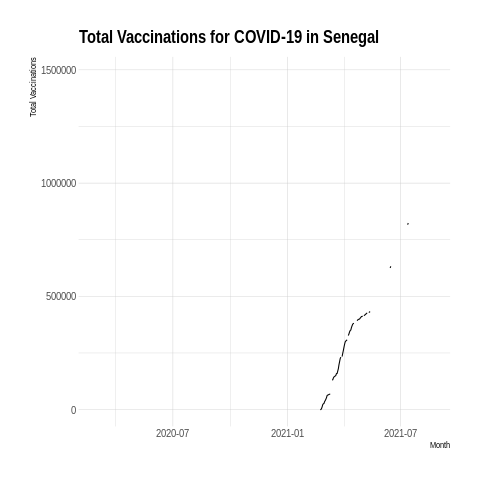 Total Vaccinations for COVID-19 in Senegal
Total Vaccinations
1500000
1000000
500000
0
2020-07 2021-01 2021-07
Month